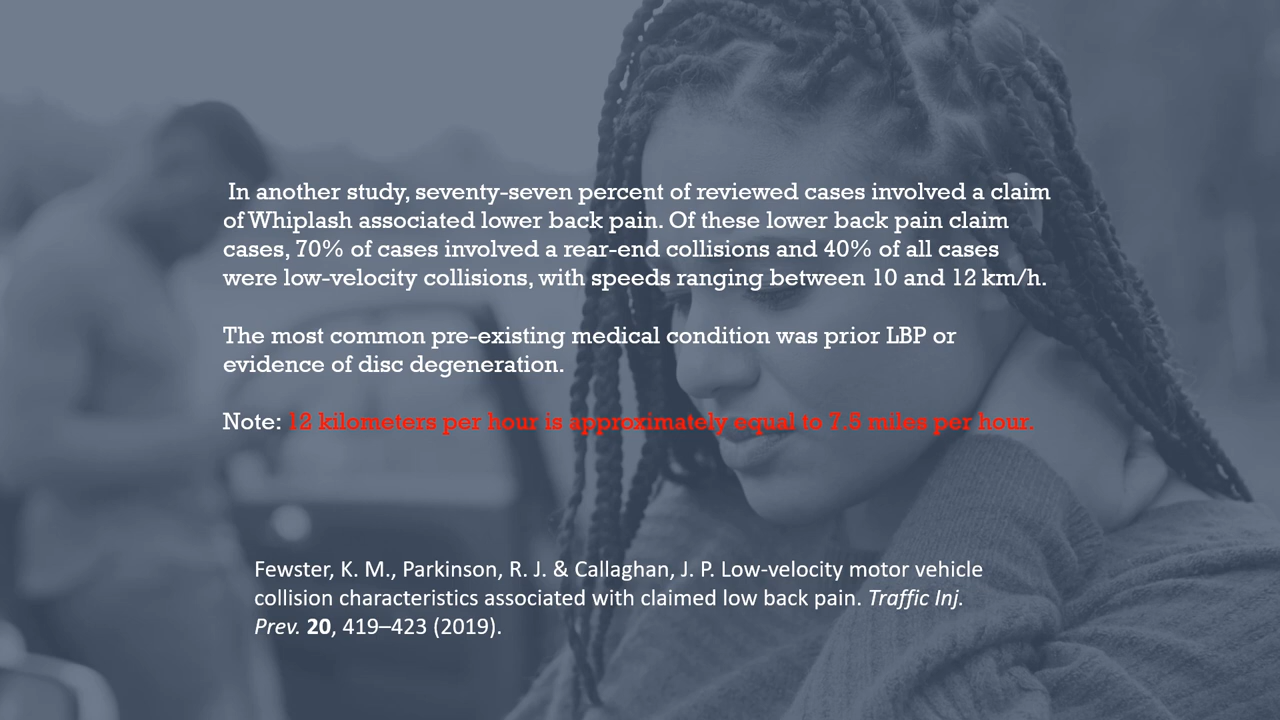 In another study, seventy-seven percent of reviewed cases involved a claim
of Whiplash associated lower back pain. Of these lower back pain claim
cases, 70% of cases involved a rear-end collisions and 40% of all cases
were low-velocity collisions, with speeds ranging between 10 and 12 km/h.
The most common pre-existing medical condition was prior LBP or
evidence of disc degeneration.
Note: 12 kilometers per hour is approximately equal to 7.5 miles per hour.
Fewster, K. M., Parkinson, R. J. & Callaghan, J. P. Low-velocity motor vehicle
collision characteristics associated with claimed low back pain. Traffic Inj.
Prev. 20, 419–423 (2019).